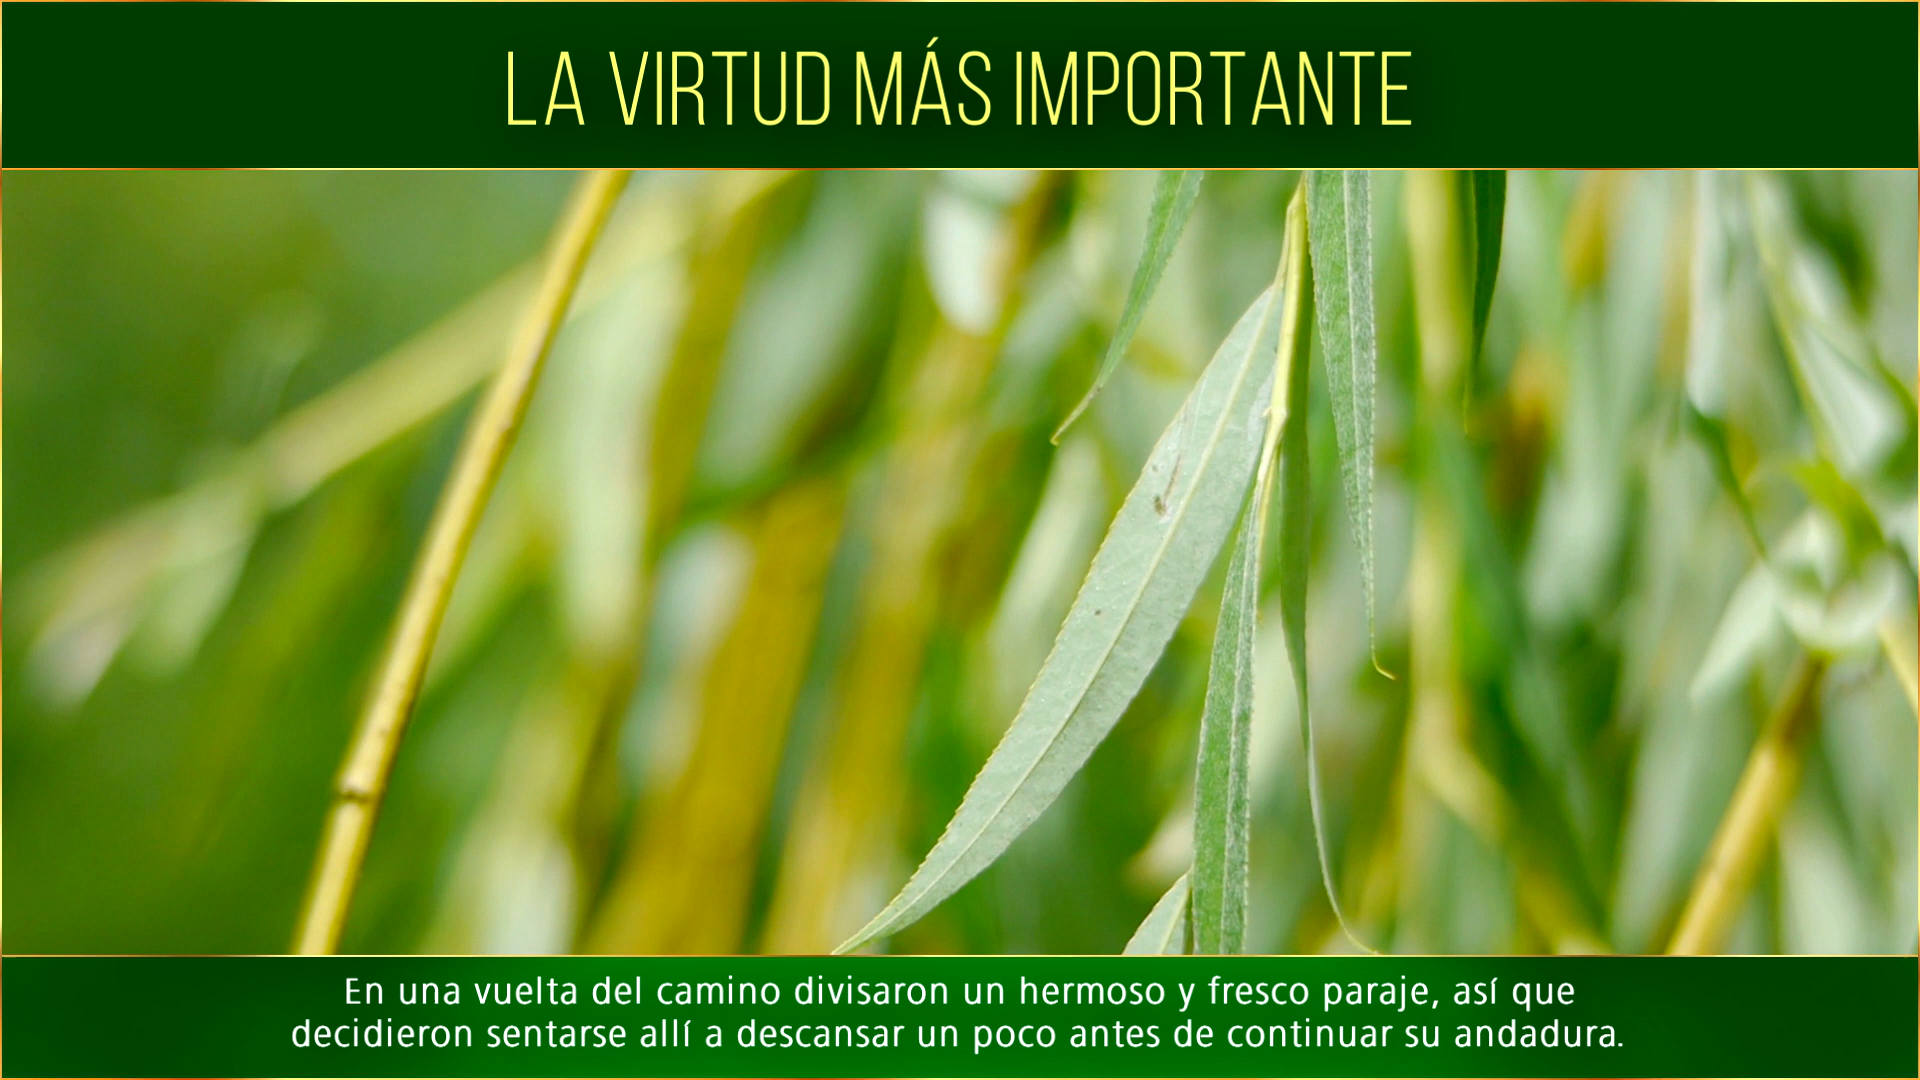 LA VIRTUD MÁS IMPORTANTE
En una vuelta del camino divisaron un hermoso y fresco paraje, así que
decidieron sentarse allí a descansar un poco antes de continuar su andadura.